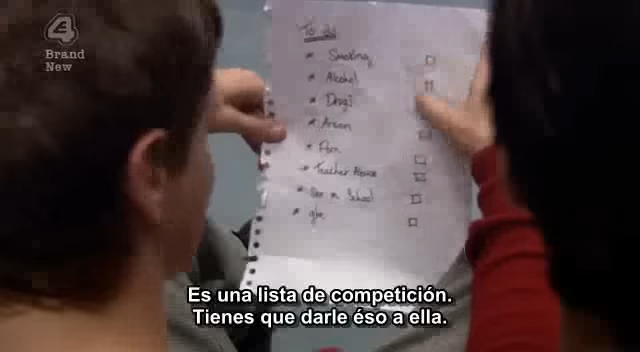 4
Brand
New
To do
* Smoking
* Alcohol
* Drugs
* Arson
* Porn
* Teacher Abuse
* Sex in School
Es una lista de competición.
Tienes que darle éso a ella.